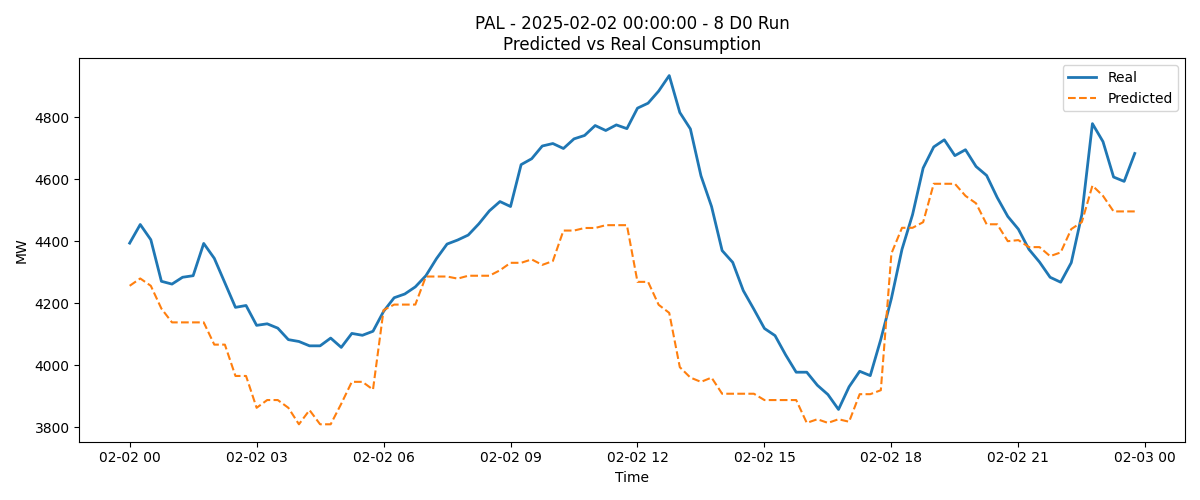 PAL - 2025-02-02 00:00:00 - 8 D0 Run
Predicted vs Real Consumption
Real
Predicted
MW
4800
4600
4400
4200
4000
3800
02-02 00
02-02 03
02-02 06
02-02 09
02-02 12
02-02 15
02-02 18
02-02 21
02-03 00
Time